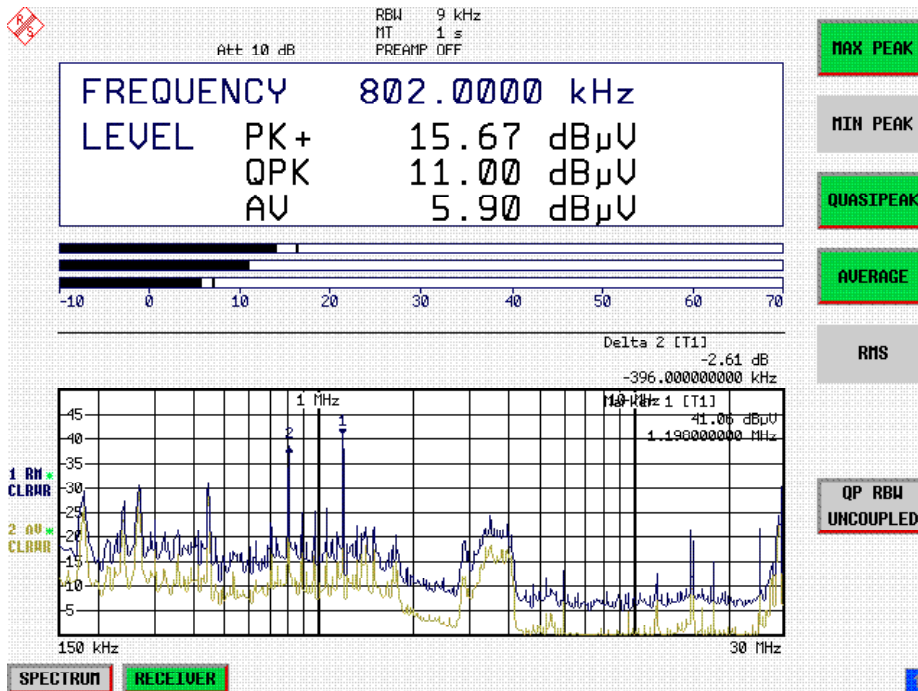 R S
RBW 9 kHz
MT 1 s
Att 10 dB PREAMP OFF
FREQUENCY 802.0000 kHz
LEVEL PK+ 15.67 dBµV
QPK 11.00 dBµV
AV 5.90 dBµV
-10 0 10 20 30 40 50 60 70
Delta 2 [T1]
-2.61 dB
-396.000000000 kHz
1 MHz
Marker 1 [T1]
41.06 dBµV
1.198000000 MHz
45
40
35
30
25
20
15
10
5
2
1
1 RM *
CLRWR
2 AV *
CLRWR
150 kHz 30 MHz
MAX PEAK
MIN PEAK
QUASIPEAK
AVERAGE
RMS
QP RBW
UNCOUPLED
SPECTRUM RECEIVER